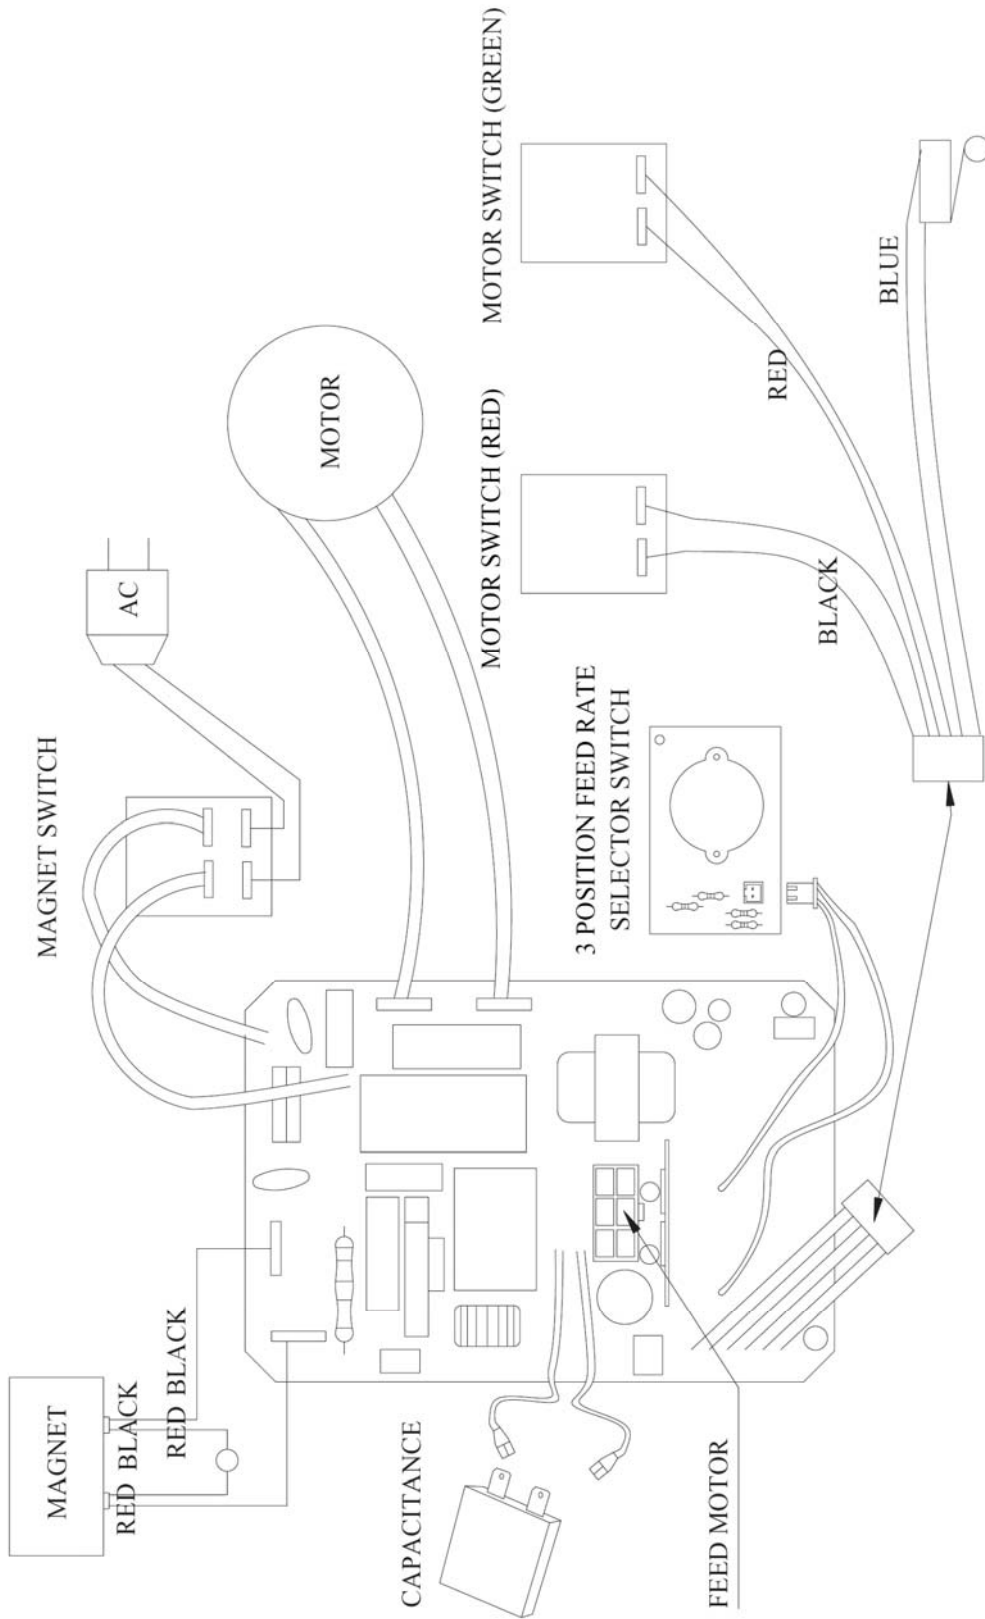 MAGNET SWITCH
AC
MOTOR
MOTOR SWITCH (GREEN)
MOTOR SWITCH (RED)
MAGNET
RED BLACK
RED BLACK
3 POSITION FEED RATE
SELECTOR SWITCH
BLACK
RED
BLUE
CAPACITANCE
FEED MOTOR